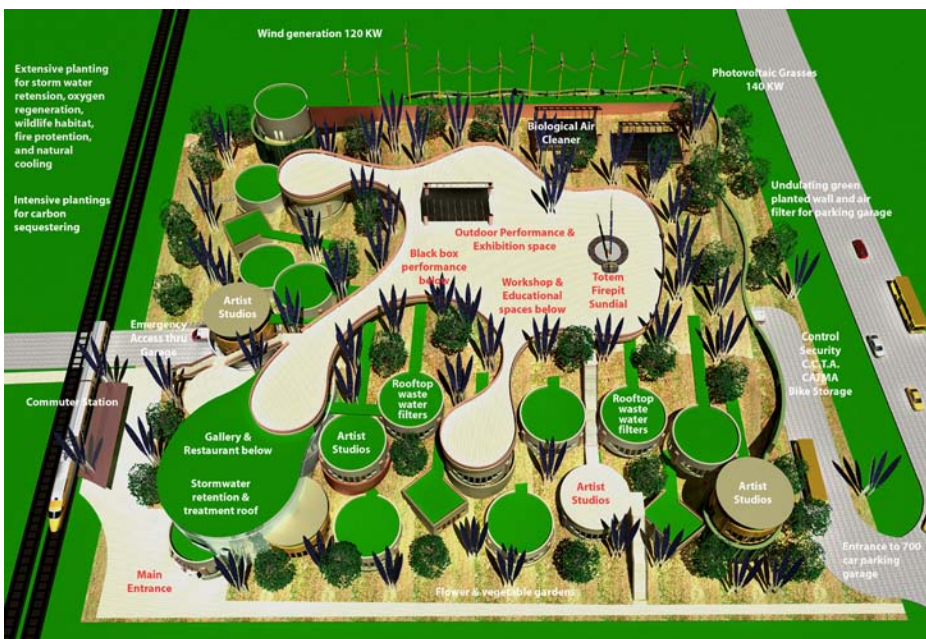 Wind generation 120 KW
Extensive planting
for storm water
retention, oxygen
regeneration,
wildlife habitat,
fire protention,
and natural
cooling
Photovoltaic Grasses
140 KW
Biological Air
Cleaner
Intensive plantings
for carbon
sequestering
Undulating green
planted wall and air
filter for parking garage
Outdoor Performance &
Exhibition space
Black box
performance
below
Workshop &
Educational
spaces below
Totem
Firepit
Sundial
Artist
Studios
Emergency
Access thru
Garage
Control
Security
C.C.T.A.
CATMA
Bike Storage
Commuter Station
Rooftop
waste
water
filters
Rooftop
waste
water
filters
Gallery &
Restaurant below
Artist
Studios
Stormwater
retention &
treatment roof
Artist
Studios
Artist
Studios
Main
Entrance
Entrance to 700
car parking
garage
Flower & vegetable gardens